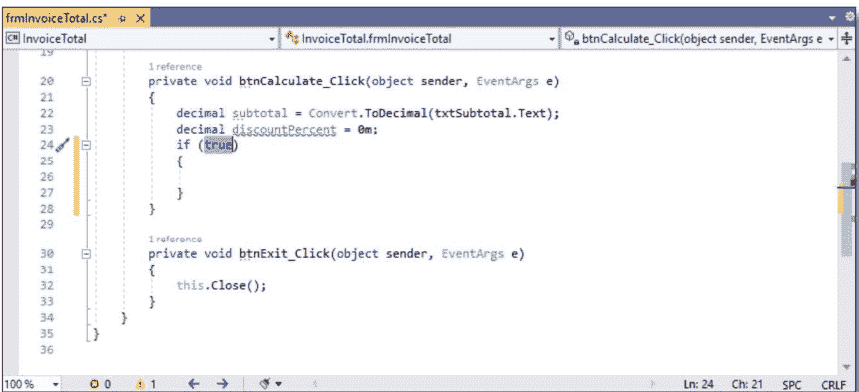 frmInvoiceTotal.cs*
C# InvoiceTotal InvoiceTotal.frmInvoiceTotal btnCalculate_Click(object sender, EventArgs e
19
1 reference
20 private void btnCalculate_Click(object sender, EventArgs e)
21 {
22 decimal subtotal = Convert.ToDecimal(txtSubtotal.Text);
23 decimal discountPercent = 0m;
24 if (true)
25 {
26
27 }
28 }
29
1 reference
30 private void btnExit_Click(object sender, EventArgs e)
31 {
32 this.Close();
33 }
34 }
35 }
36
100 % 0 1 Ln: 24 Ch: 21 SPC CRLF